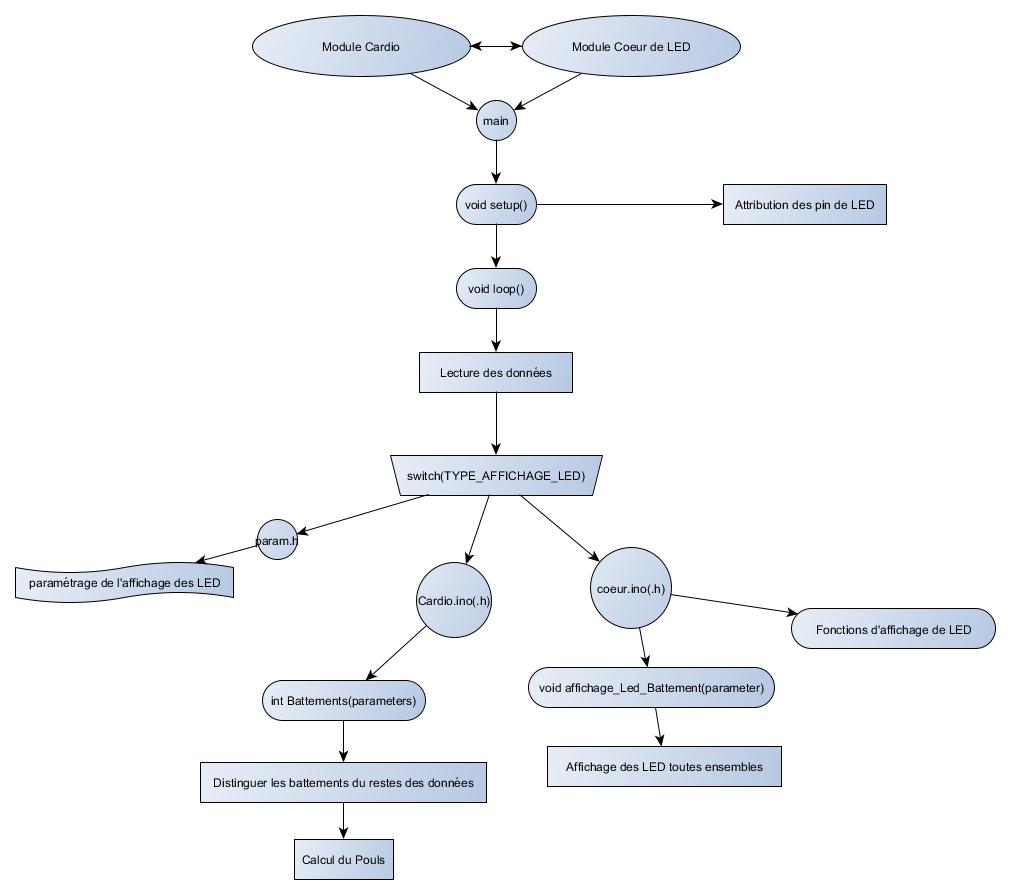 Module Cardio
Module Coeur de LED
main
void setup()
Attribution des pin de LED
void loop()
Lecture des données
switch(TYPE_AFFICHAGE_LED)
param.h
paramétrage de l'affichage des LED
Cardio.ino(.h)
coeur.ino(.h)
Fonctions d'affichage de LED
int Battements(parameters)
void affichage_Led_Battement(parameter)
Affichage des LED toutes ensembles
Distinguer les battements du restes des données
Calcul du Pouls